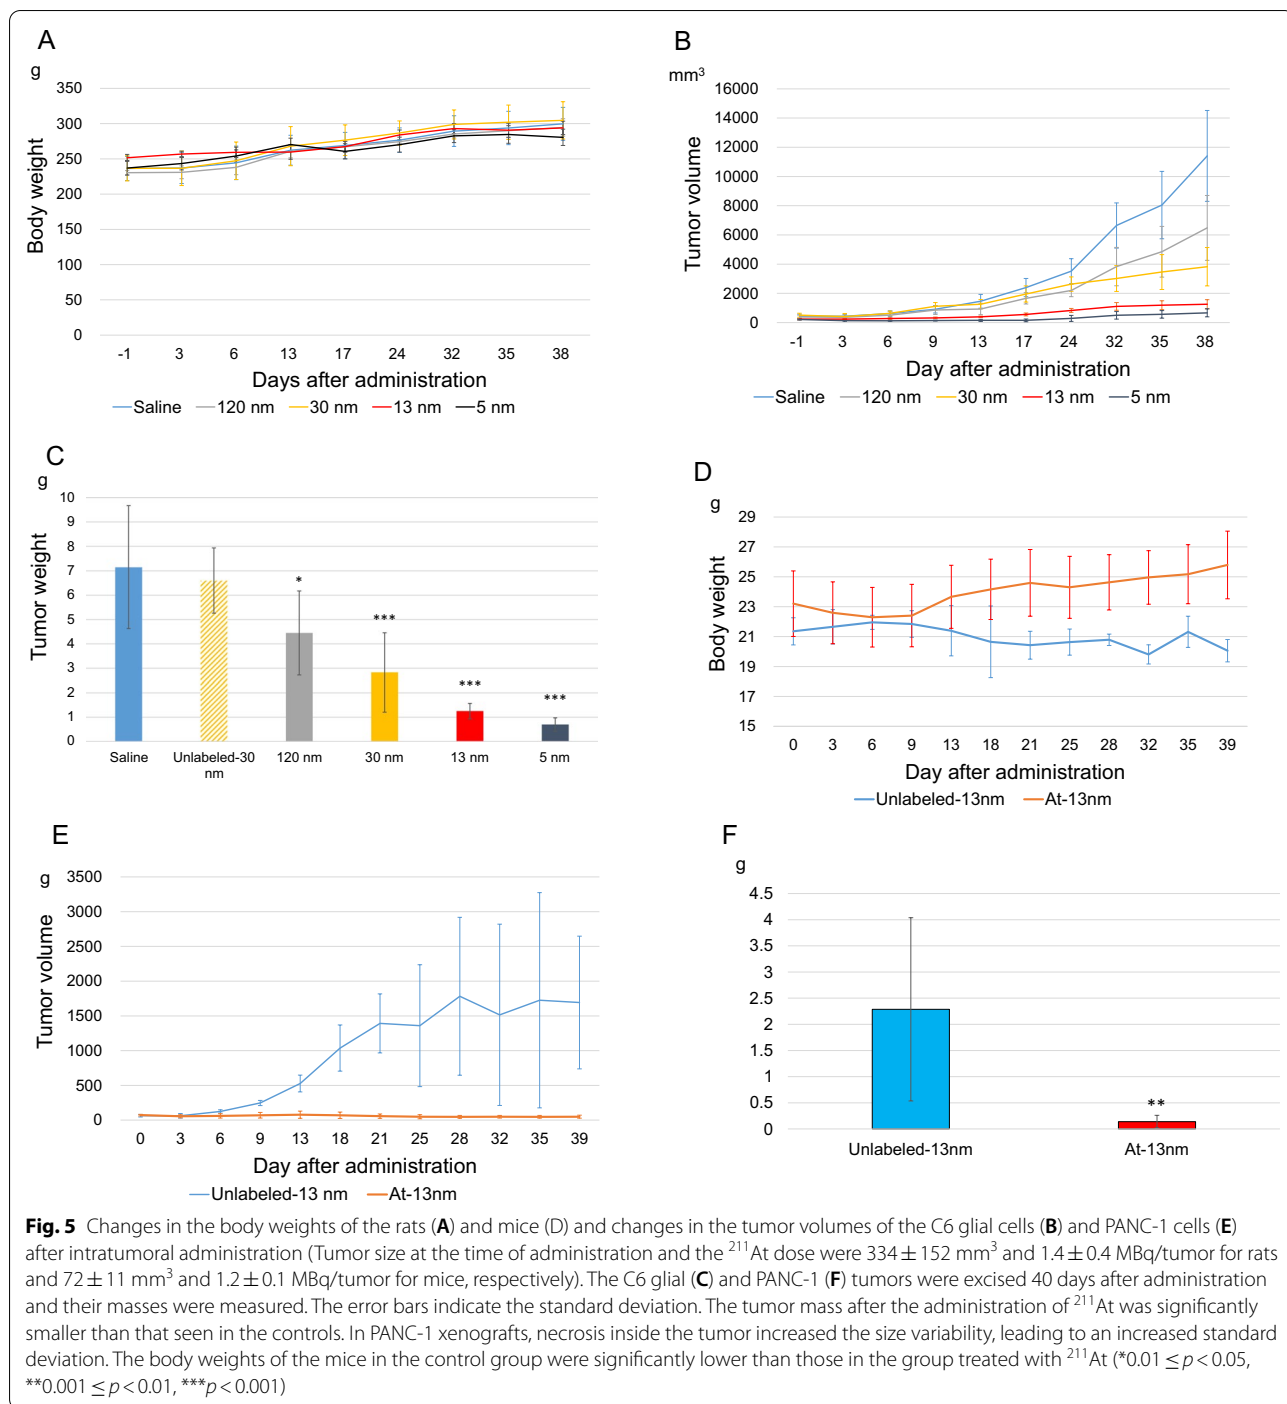 A
g
Body weight
350
300
250
200
150
100
50
0
-1 3 6 13 17 24 32 35 38
Days after administration
Saline 120 nm 30 nm 13 nm 5 nm
B
mm³
Tumor volume
16000
14000
12000
10000
8000
6000
4000
2000
0
-1 3 6 9 13 17 24 32 35 38
Day after administration
Saline 120 nm 30 nm 13 nm 5 nm
C
g
Tumor weight
10
9
8
7
6
5
4
3
2
1
0
* *** *** ***
Saline Unlabeled-30 nm 120 nm 30 nm 13 nm 5 nm
D
g
Body weight
29
27
25
23
21
19
17
15
0 3 6 9 13 18 21 25 28 32 35 39
Day after administration
Unlabeled-13nm At-13nm
E
g
Tumor volume
3500
3000
2500
2000
1500
1000
500
0
0 3 6 9 13 18 21 25 28 32 35 39
Day after administration
Unlabeled-13 nm At-13nm
F
g
4.5
4
3.5
3
2.5
2
1.5
1
0.5
0
**
Unlabeled-13nm At-13nm
Fig. 5 Changes in the body weights of the rats (A) and mice (D) and changes in the tumor volumes of the C6 glial cells (B) and PANC-1 cells (E)
after intratumoral administration (Tumor size at the time of administration and the ²¹¹At dose were 334 ± 152 mm³ and 1.4 ± 0.4 MBq/tumor for rats
and 72 ± 11 mm³ and 1.2 ± 0.1 MBq/tumor for mice, respectively). The C6 glial (C) and PANC-1 (F) tumors were excised 40 days after administration
and their masses were measured. The error bars indicate the standard deviation. The tumor mass after the administration of ²¹¹At was significantly
smaller than that seen in the controls. In PANC-1 xenografts, necrosis inside the tumor increased the size variability, leading to an increased standard
deviation. The body weights of the mice in the control group were significantly lower than those in the group treated with ²¹¹At (*0.01 ≤ p < 0.05,
**0.001 ≤ p < 0.01, ***p < 0.001)